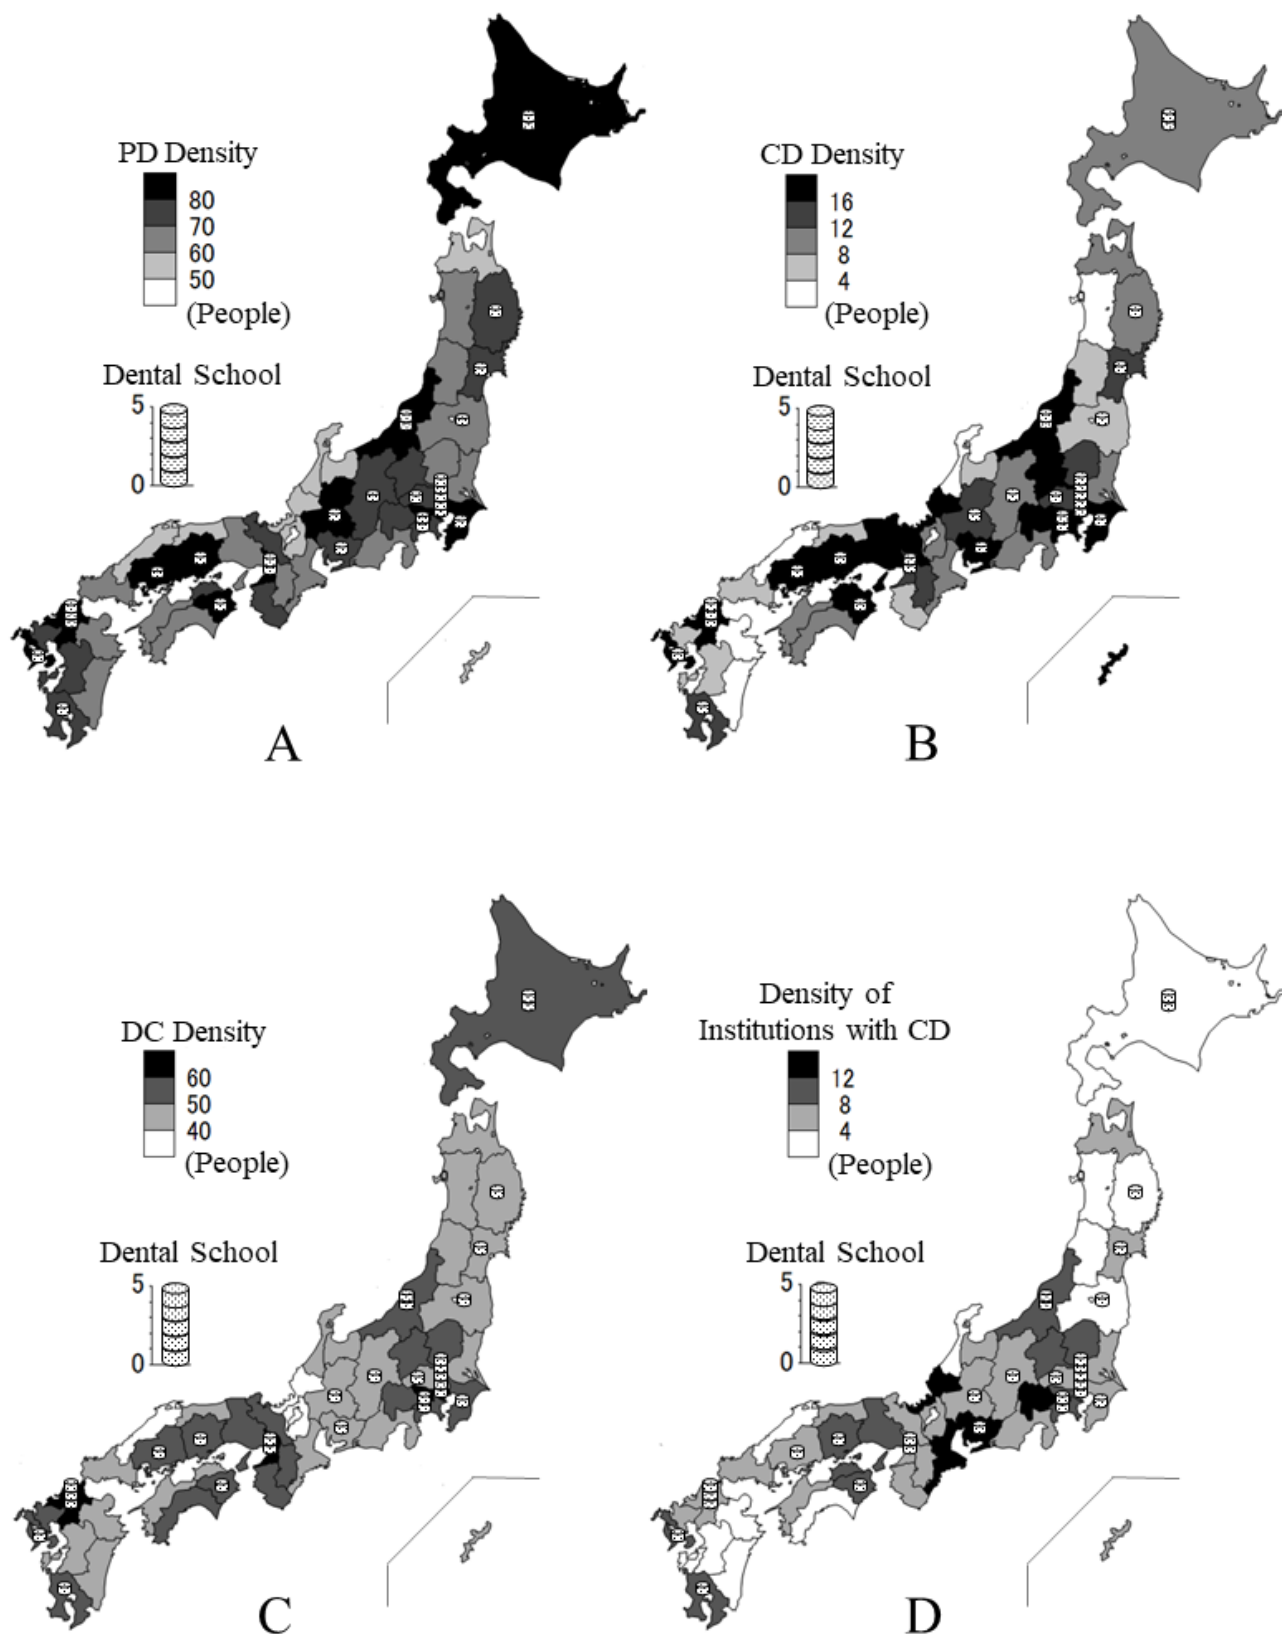 PD Density
80
70
60
50
(People)
Dental School
5
0
A
CD Density
16
12
8
4
(People)
Dental School
5
0
B
DC Density
60
50
40
(People)
Dental School
5
0
C
Density of
Institutions with CD
12
8
4
(People)
Dental School
5
0
D